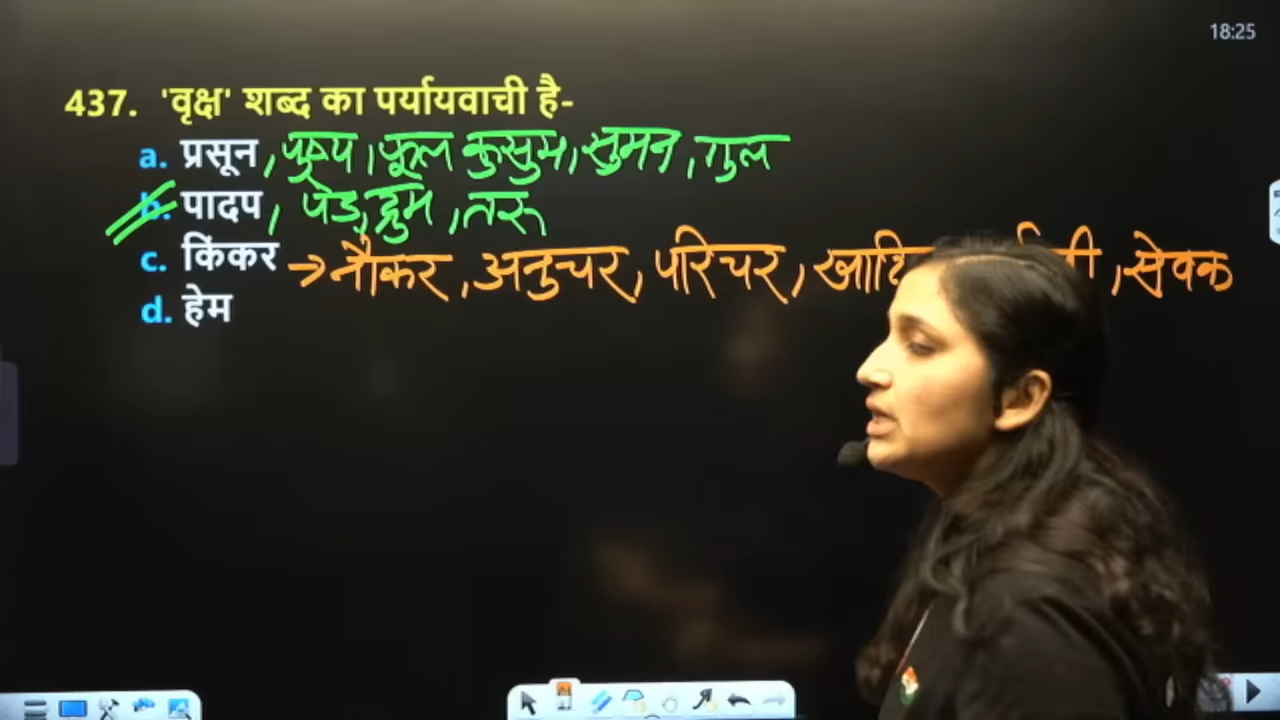 18:25
437. 'वृक्ष' शब्द का पर्यायवाची है-
a. प्रसून, पुष्प, फूल कुसुम, सुमन, गुल
b. पादप, पेड़, द्रुम, तरू
c. किंकर → नौकर, अनुचर, परिचर, , सेवक
d. हेम